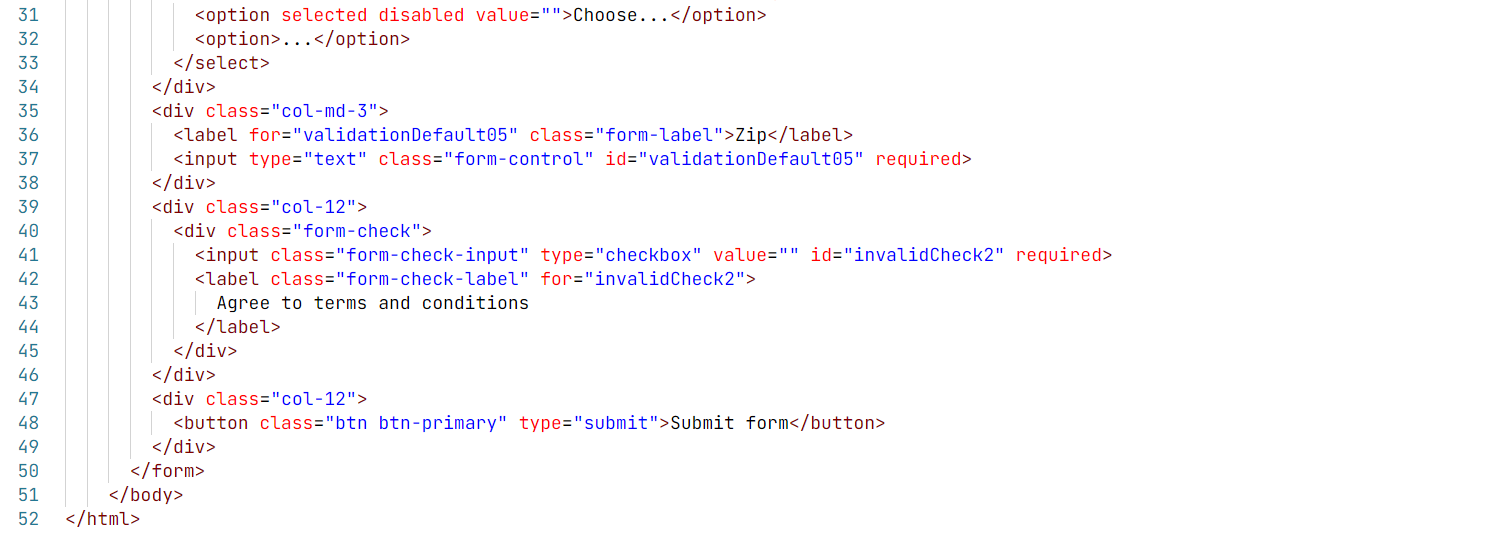 31 <option selected disabled value="">Choose...</option>
32 <option>...</option>
33 </select>
34 </div>
35 <div class="col-md-3">
36 <label for="validationDefault05" class="form-label">Zip</label>
37 <input type="text" class="form-control" id="validationDefault05" required>
38 </div>
39 <div class="col-12">
40 <div class="form-check">
41 <input class="form-check-input" type="checkbox" value="" id="invalidCheck2" required>
42 <label class="form-check-label" for="invalidCheck2">
43 Agree to terms and conditions
44 </label>
45 </div>
46 </div>
47 <div class="col-12">
48 <button class="btn btn-primary" type="submit">Submit form</button>
49 </div>
50 </form>
51 </body>
52 </html>